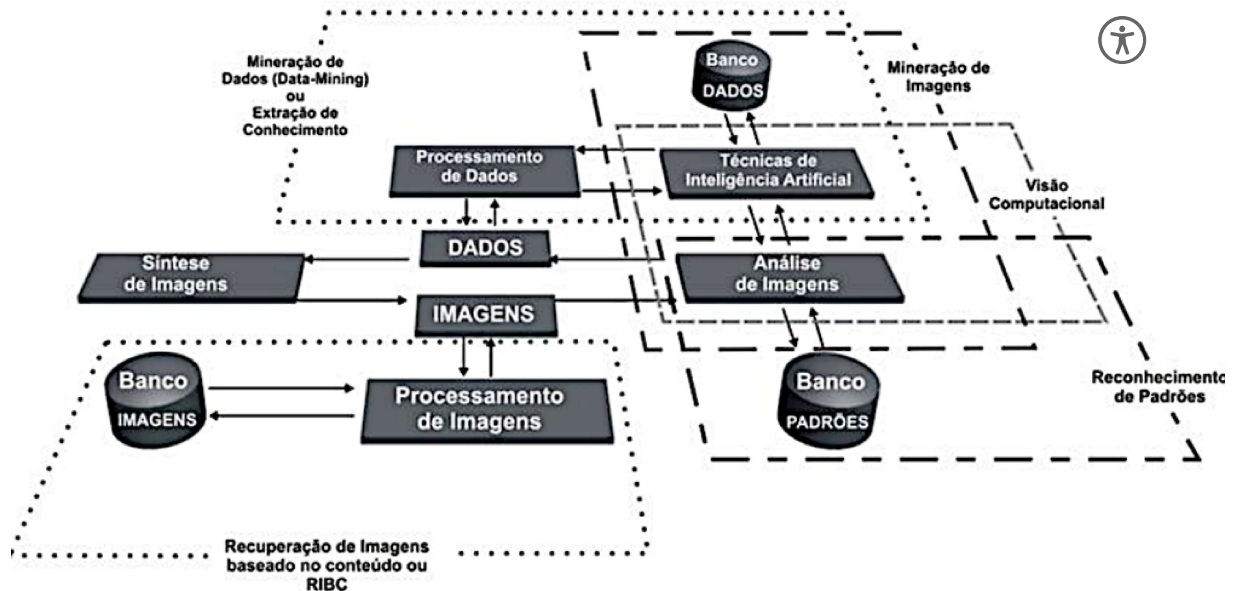 Mineração de
Dados (Data-Mining)
ou
Extração de
Conhecimento
Banco
DADOS
Mineração de
Imagens
Processamento
de Dados
Técnicas de
Inteligência Artificial
Visão
Computacional
DADOS
Síntese
de Imagens
Análise
de Imagens
IMAGENS
Banco
IMAGENS
Processamento
de Imagens
Banco
PADRÕES
Reconhecimento
de Padrões
Recuperação de Imagens
baseado no conteúdo ou
RIBC